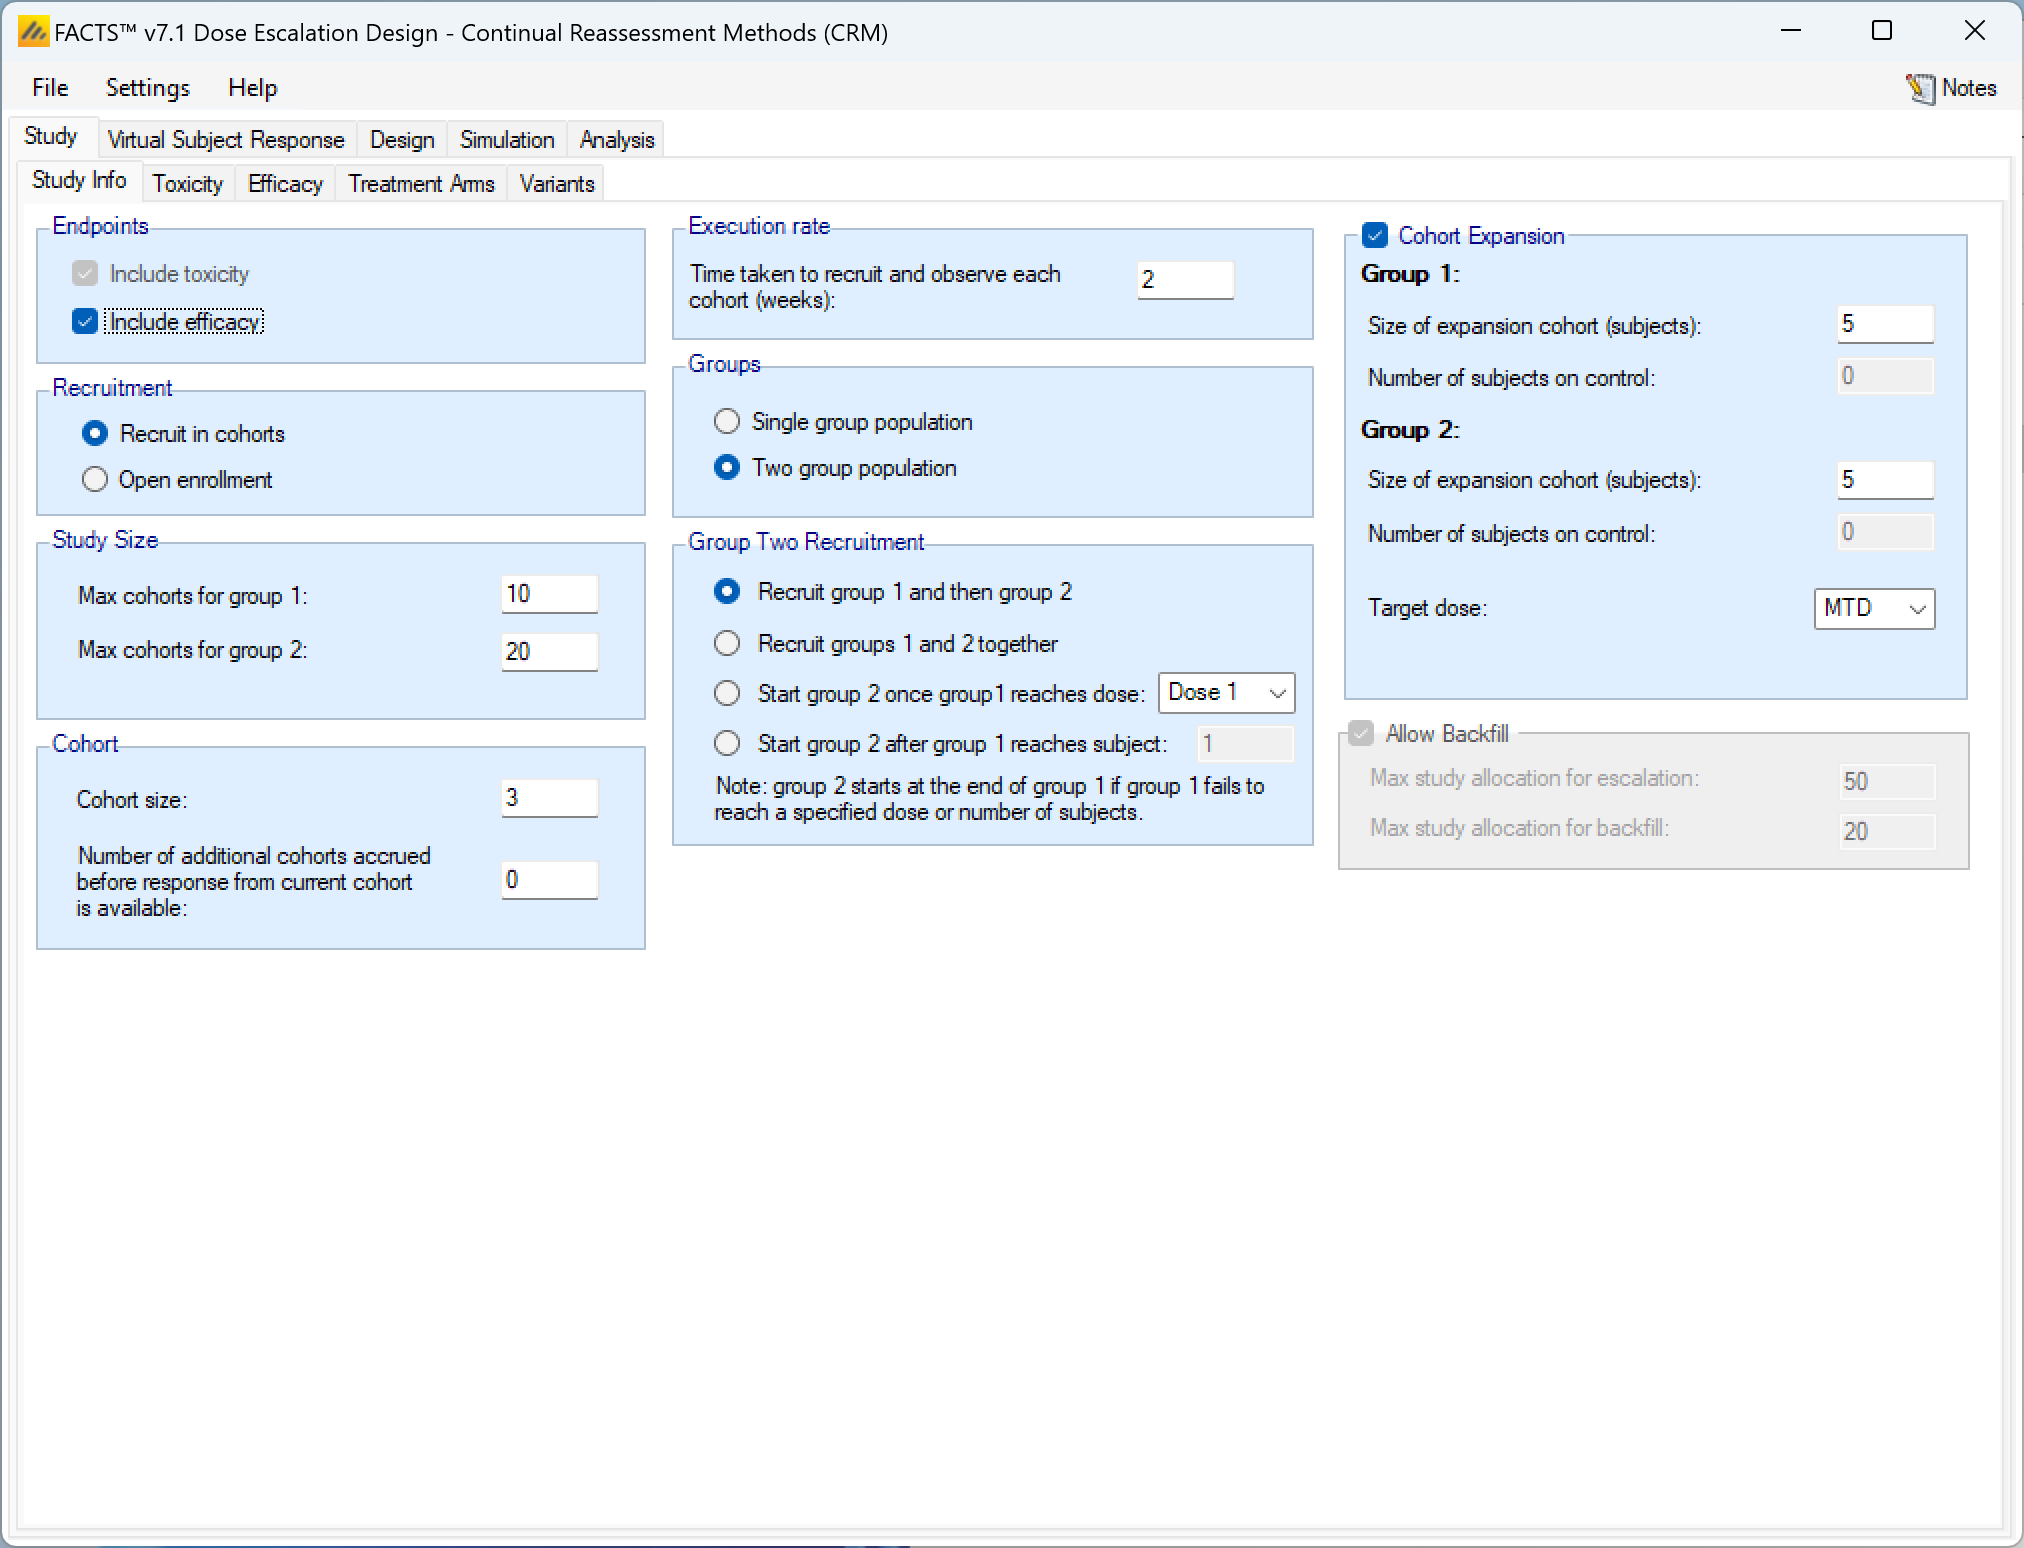 FACTS™ v7.1 Dose Escalation Design - Continual Reassessment Methods (CRM)
File Settings Help Notes
Study Virtual Subject Response Design Simulation Analysis
Study Info Toxicity Efficacy Treatment Arms Variants
Endpoints
Include toxicity
Include efficacy
Recruitment
Recruit in cohorts
Open enrollment
Study Size
Max cohorts for group 1: 10
Max cohorts for group 2: 20
Cohort
Cohort size: 3
Number of additional cohorts accrued
before response from current cohort
is available: 0
Execution rate
Time taken to recruit and observe each
cohort (weeks): 2
Groups
Single group population
Two group population
Group Two Recruitment
Recruit group 1 and then group 2
Recruit groups 1 and 2 together
Start group 2 once group1 reaches dose: Dose 1
Start group 2 after group 1 reaches subject: 1
Note: group 2 starts at the end of group 1 if group 1 fails to
reach a specified dose or number of subjects.
Cohort Expansion
Group 1:
Size of expansion cohort (subjects): 5
Number of subjects on control: 0
Group 2:
Size of expansion cohort (subjects): 5
Number of subjects on control: 0
Target dose: MTD
Allow Backfill
Max study allocation for escalation: 50
Max study allocation for backfill: 20